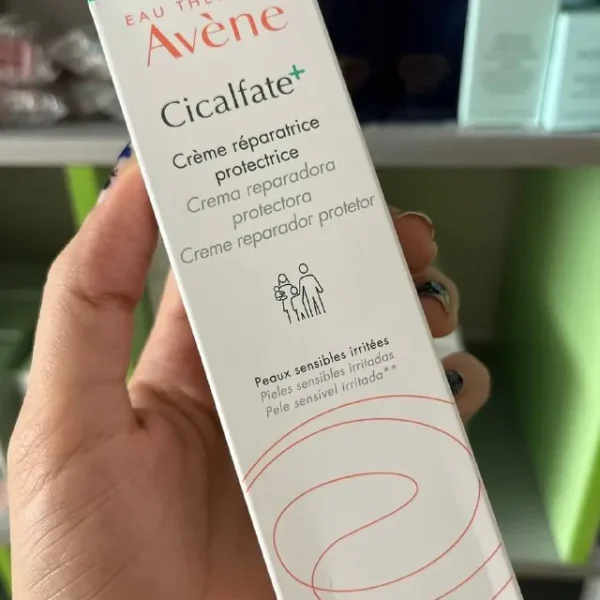 EAU THE
Avène
Cicalfate+
Crème réparatrice
protectrice
Crema reparadora
protectora
Creme reparador protetor
Peaux sensibles irritées
Pieles sensibles irritadas
Pele sensível irritada**